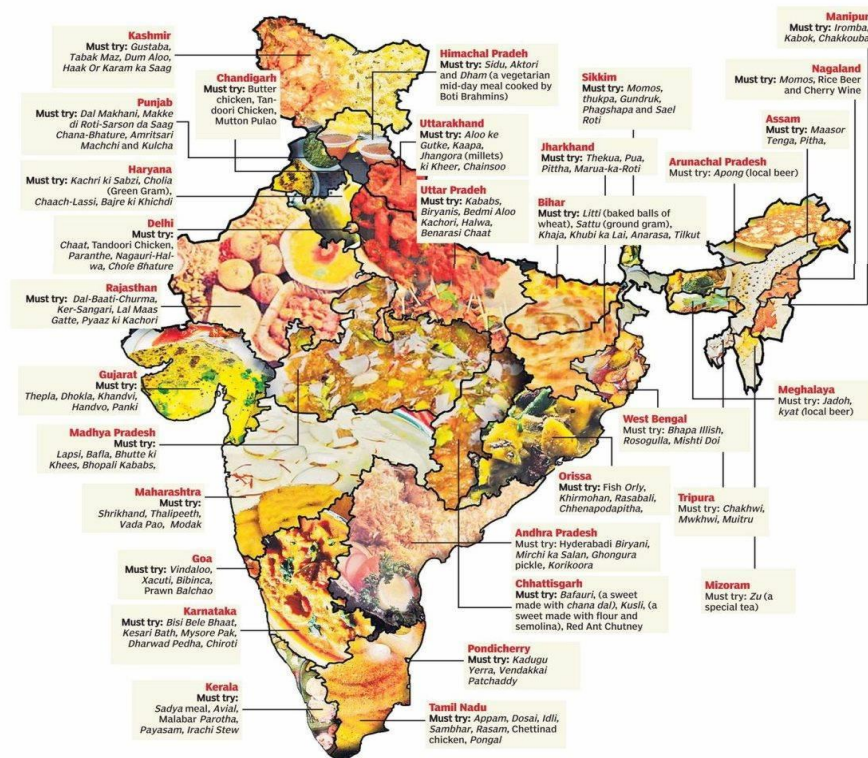 Kashmir
Must try: Gustaba,
Tabak Maz, Dum Aloo,
Haak Or Karam ka Saag
Chandigarh
Must try: Butter
chicken, Tan-
doori Chicken,
Mutton Pulao
Himachal Pradeh
Must try: Sidu, Aktori
and Dham (a vegetarian
mid-day meal cooked by
Boti Brahmins)
Sikkim
Must try: Momos,
thukpa, Gundruk,
Phagshapa and Sael
Roti
Manipur
Must try: Iromba,
Kabok, Chakkouba
Nagaland
Must try: Momos, Rice Beer
and Cherry Wine
Punjab
Must try: Dal Makhani, Makke
di Roti-Sarson da Saag
Chana-Bhature, Amritsari
Machchi and Kulcha
Uttarakhand
Must try: Aloo ke
Gutke, Kaapa,
Jhangora (millets)
ki Kheer, Chainsoo
Jharkhand
Must try: Thekua, Pua,
Pittha, Marua-ka-Roti
Assam
Must try: Maasor
Tenga, Pitha,
Arunachal Pradesh
Must try: Apong (local beer)
Haryana
Must try: Kachri ki Sabzi, Cholia
(Green Gram),
Chaach-Lassi, Bajre ki Khichdi
Uttar Pradeh
Must try: Kababs,
Biryanis, Bedmi Aloo
Kachori, Halwa,
Benarasi Chaat
Bihar
Must try: Litti (baked balls of
wheat), Sattu (ground gram),
Khaja, Khubi ka Lai, Anarasa, Tilkut
Delhi
Must try:
Chaat, Tandoori Chicken,
Paranthe, Nagauri-Hal-
wa, Chole Bhature
Rajasthan
Must try: Dal-Baati-Churma,
Ker-Sangari, Lal Maas
Gatte, Pyaaz ki Kachori
Gujarat
Must try:
Thepla, Dhokla, Khandvi,
Handvo, Panki
Meghalaya
Must try: Jadoh,
kyat (local beer)
West Bengal
Must try: Bhapa Illish,
Rosogulla, Mishti Doi
Madhya Pradesh
Must try:
Lapsi, Bafla, Bhutte ki
Khees, Bhopali Kababs,
Orissa
Must try: Fish Orly,
Khirmohan, Rasabali,
Chhenapodapitha,
Maharashtra
Must try:
Shrikhand, Thalipeeth,
Vada Pao, Modak
Tripura
Must try: Chakhwi,
Mwkhwi, Muitru
Andhra Pradesh
Must try: Hyderabadi Biryani,
Mirchi ka Salan, Ghongura
pickle, Korikoora
Goa
Must try: Vindaloo,
Xacuti, Bibinca,
Prawn Balchao
Chhattisgarh
Must try: Bafauri, (a sweet
made with chana dal), Kusli, (a
sweet made with flour and
semolina), Red Ant Chutney
Mizoram
Must try: Zu (a
special tea)
Karnataka
Must try: Bisi Bele Bhaat,
Kesari Bath, Mysore Pak,
Dharwad Pedha, Chiroti
Pondicherry
Must try: Kadugu
Yerra, Vendakkai
Patchaddy
Kerala
Must try:
Sadya meal, Avial,
Malabar Parotha,
Payasam, Irachi Stew
Tamil Nadu
Must try: Appam, Dosai, Idli,
Sambhar, Rasam, Chettinad
chicken, Pongal